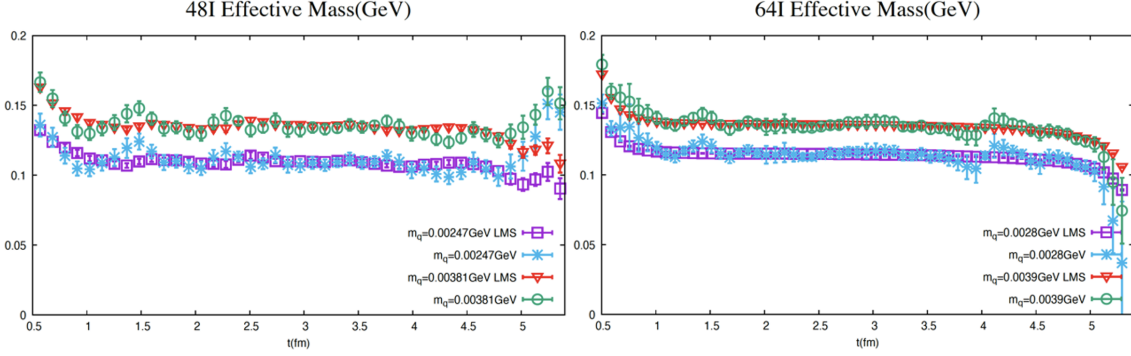 48I Effective Mass(GeV)
0.2
0.15
0.1
0.05
0
0.5 1 1.5 2 2.5 3 3.5 4 4.5 5
t(fm)
mq=0.00247GeV LMS
mq=0.00247GeV
mq=0.00381GeV LMS
mq=0.00381GeV
64I Effective Mass(GeV)
0.2
0.15
0.1
0.05
0
0.5 1 1.5 2 2.5 3 3.5 4 4.5 5
t(fm)
mq=0.0028GeV LMS
mq=0.0028GeV
mq=0.0039GeV LMS
mq=0.0039GeV